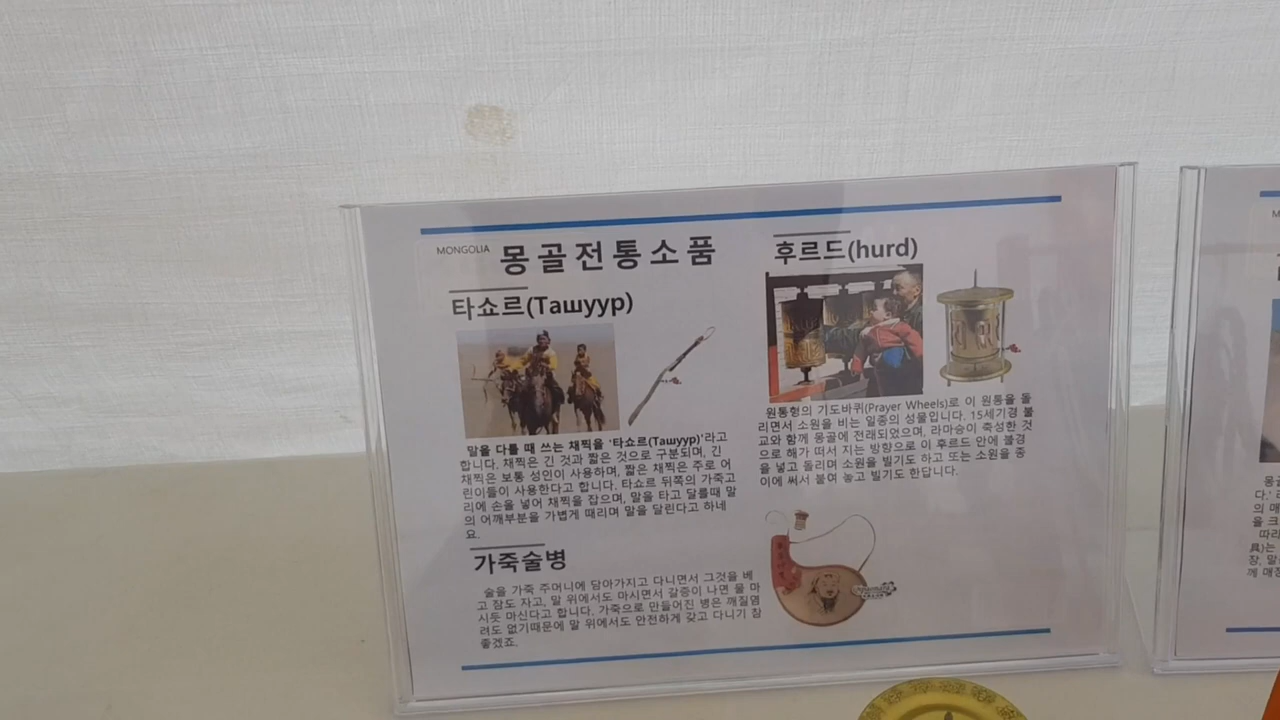 MONGOLIA 몽골전통소품
타쇼르(Ташуур)
말을 다룰 때 쓰는 채찍을 '타쇼르(Ташуур)'라고
합니다. 채찍은 긴 것과 짧은 것으로 구분되며, 긴
채찍은 보통 성인이 사용하며, 짧은 채찍은 주로 어
린이들이 사용한다고 합니다. 타쇼르 뒤쪽의 가죽고
리에 손을 넣어 채찍을 잡으며, 말을 타고 달릴때 말
의 어깨부분을 가볍게 때리며 말을 달린다고 하네
요.
가죽술병
술을 가죽 주머니에 담아가지고 다니면서 그것을 베
고 잠도 자고, 말 위에서도 마시면서 갈증이 나면 물 마
시듯 마신다고 합니다. 가죽으로 만들어진 병은 깨질염
려도 없기때문에 말 위에서도 안전하게 갖고 다니기 참
좋겠죠.
후르드(hurd)
원통형의 기도바퀴(Prayer Wheels)로 이 원통을 돌
리면서 소원을 비는 일종의 성물입니다. 15세기경 불
교와 함께 몽골에 전래되었으며, 라마승이 축성한 것
으로 해가 떠서 지는 방향으로 이 후르드 안에 불경
을 넣고 돌리며 소원을 빌기도 하고 또는 소원을 종
이에 써서 붙여 놓고 빌기도 한답니다.
몽골
다.'
의 매
을 크
따라
具)는
장, 말
께 매장